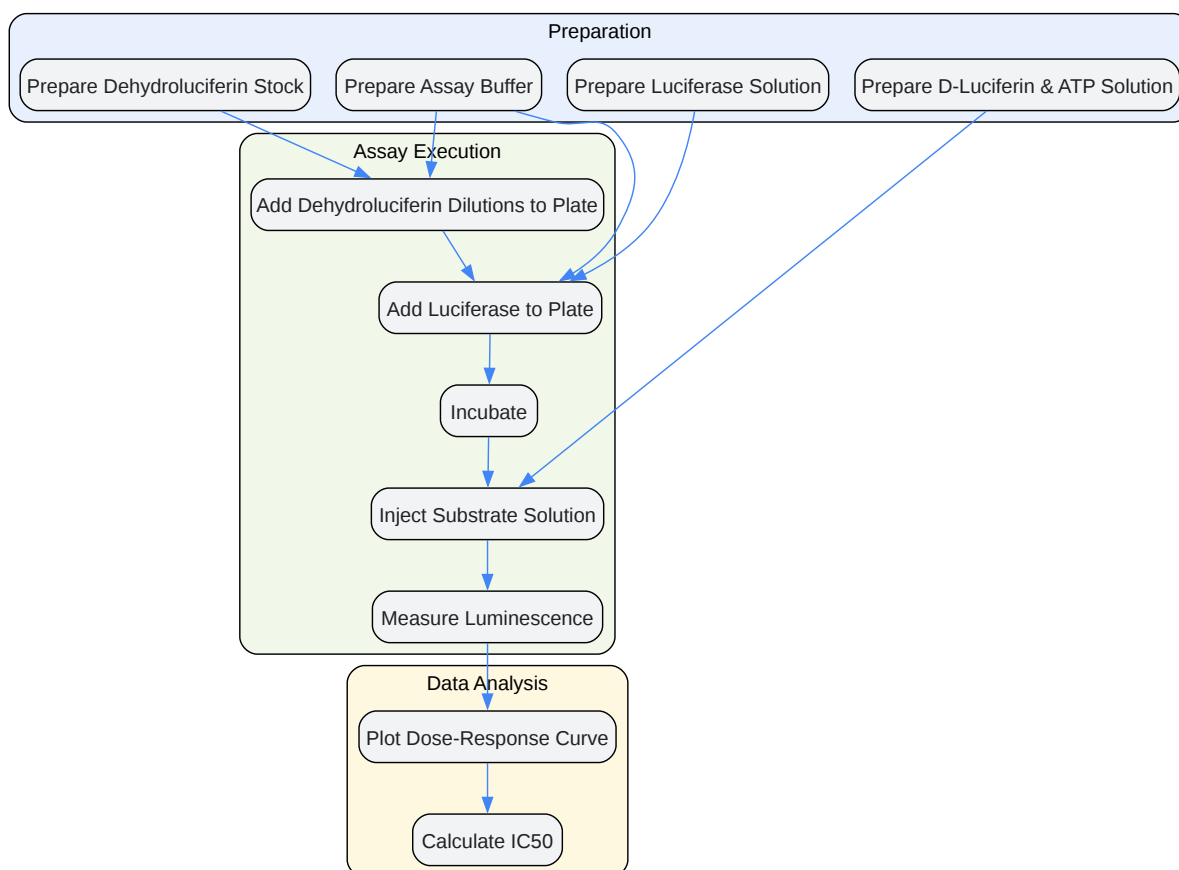 Preparation
Prepare Dehydroluciferin Stock
Prepare Assay Buffer
Prepare Luciferase Solution
Prepare D-Luciferin & ATP Solution
Assay Execution
Add Dehydroluciferin Dilutions to Plate
Add Luciferase to Plate
Incubate
Inject Substrate Solution
Measure Luminescence
Data Analysis
Plot Dose-Response Curve
Calculate IC50